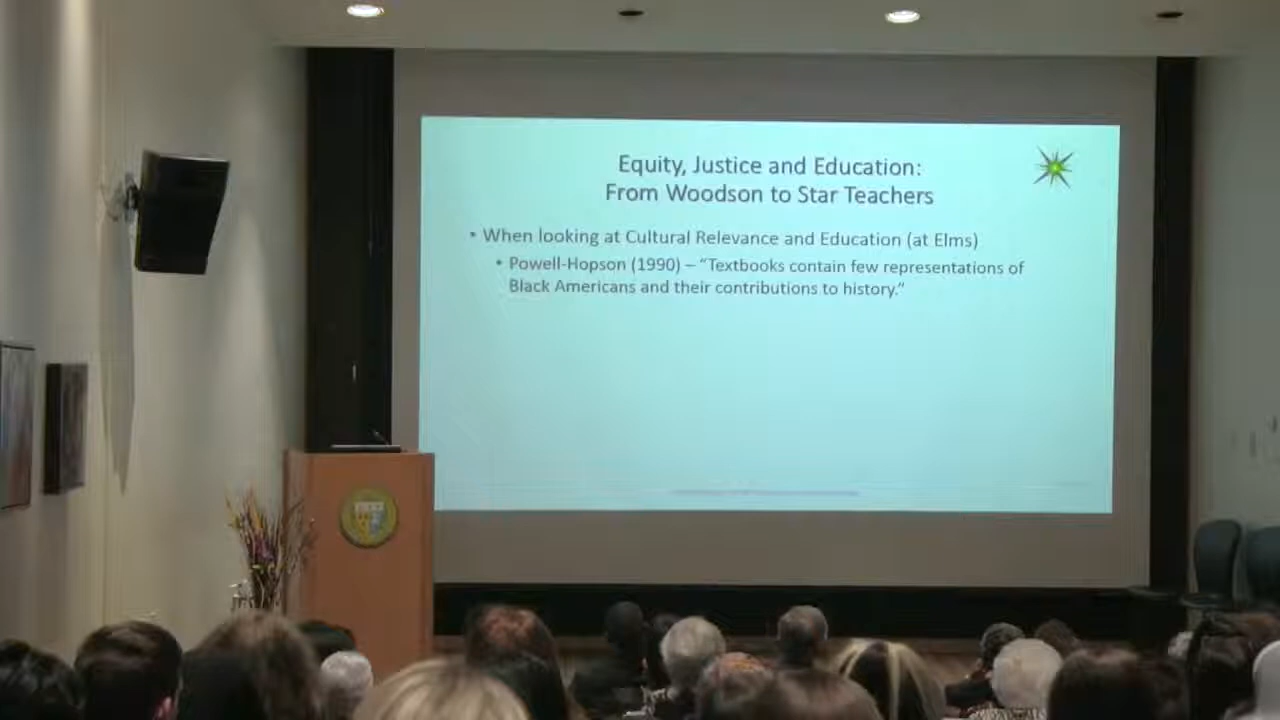 Equity, Justice and Education:
From Woodson to Star Teachers
• When looking at Cultural Relevance and Education (at Elms)
• Powell-Hopson (1990) – “Textbooks contain few representations of
Black Americans and their contributions to history.”